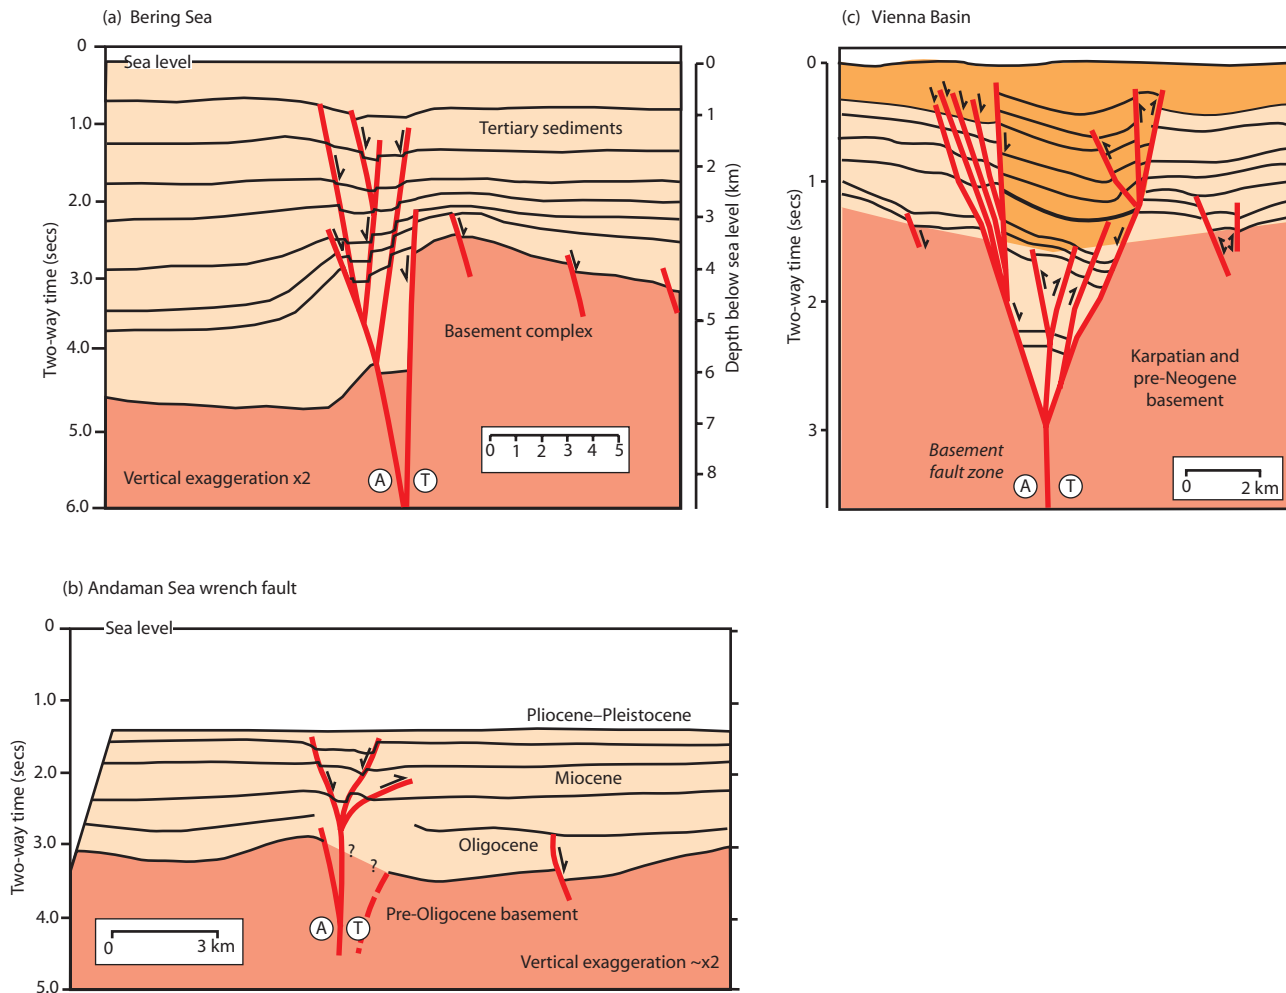 (a) Bering Sea
0
Sea level
1.0
2.0
3.0
4.0
5.0
6.0
Two-way time (secs)
Tertiary sediments
Basement complex
Vertical exaggeration x2
A
T
0 1 2 3 4 5
0
1
2
3
4
5
6
7
8
Depth below sea level (km)
(c) Vienna Basin
0
1
2
3
Two-way time (secs)
Karpatian and
pre-Neogene
basement
Basement
fault zone
A
T
0 2 km
(b) Andaman Sea wrench fault
0
Sea level
1.0
2.0
3.0
4.0
5.0
Two-way time (secs)
Pliocene–Pleistocene
Miocene
Oligocene
?
?
Pre-Oligocene basement
A
T
0 3 km
Vertical exaggeration ~x2